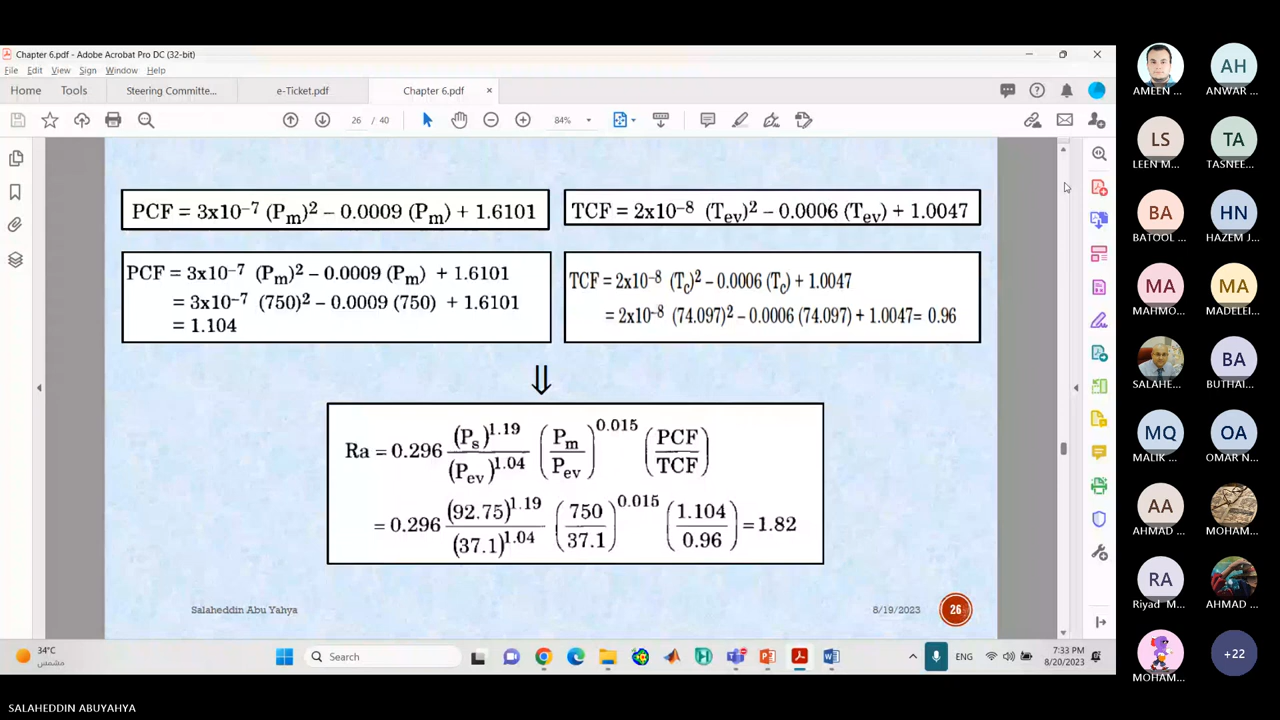 Chapter 6.pdf - Adobe Acrobat Pro DC (32-bit)
File Edit View Sign Window Help
Home Tools Steering Committe... e-Ticket.pdf Chapter 6.pdf ×
26 / 40 84%
PCF = 3x10⁻⁷ (Pm)² – 0.0009 (Pm) + 1.6101
TCF = 2x10⁻⁸ (Tev)² – 0.0006 (Tev) + 1.0047
PCF = 3x10⁻⁷ (Pm)² – 0.0009 (Pm) + 1.6101
= 3x10⁻⁷ (750)² – 0.0009 (750) + 1.6101
= 1.104
TCF = 2x10⁻⁸ (Tc)² – 0.0006 (Tc) + 1.0047
= 2x10⁻⁸ (74.097)² – 0.0006 (74.097) + 1.0047= 0.96
⇓
Ra = 0.296 (Ps)^1.19 / (Pev)^1.04 (Pm / Pev)^0.015 (PCF / TCF)
= 0.296 (92.75)^1.19 / (37.1)^1.04 (750 / 37.1)^0.015 (1.104 / 0.96) = 1.82
Salaheddin Abu Yahya 8/19/2023 26
34°C
مشمس
Search
ENG
7:33 PM
8/20/2023
AMEEN ...
AH
ANWAR ...
LS
LEEN M...
TA
TASNEE...
BA
BATOOL ...
HN
HAZEM J...
MA
MAHMO...
MA
MADELEI...
SALAHE...
BA
BUTHAI...
MQ
MALIK ...
OA
OMAR N...
AA
AHMAD ...
MOHAM...
RA
Riyad M...
AHMAD ...
MOHAM...
+22
SALAHEDDIN ABUYAHYA